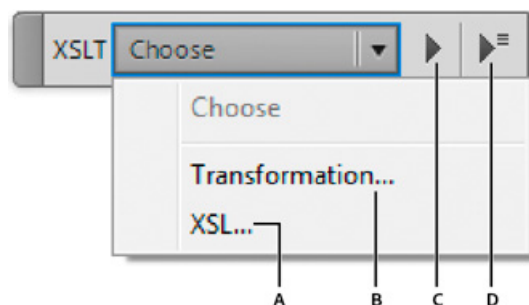 XSLT Choose
Choose
Transformation...
XSL...
A B C D